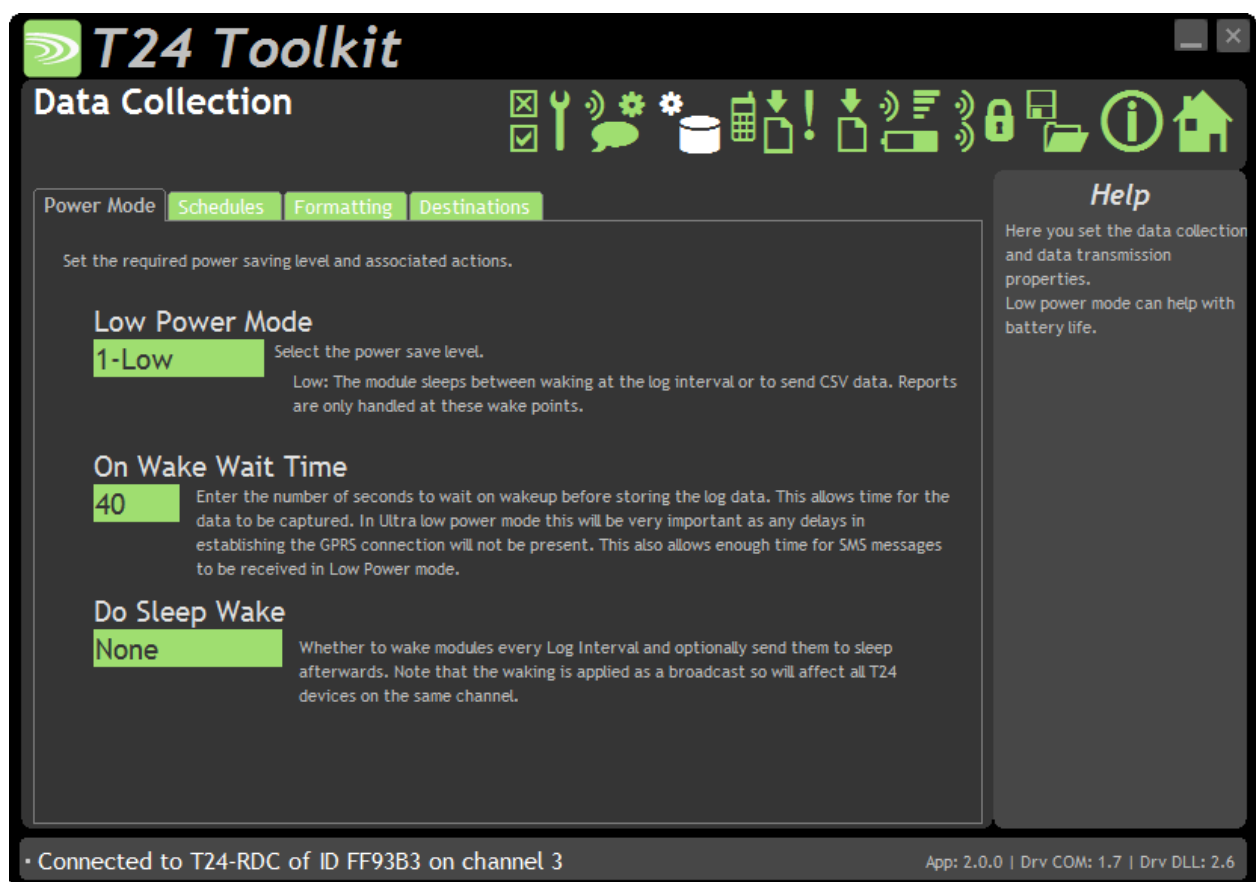 T24 Toolkit
Data Collection
Power Mode Schedules Formatting Destinations
Set the required power saving level and associated actions.
Low Power Mode
1-Low
Select the power save level.
Low: The module sleeps between waking at the log interval or to send CSV data. Reports
are only handled at these wake points.
On Wake Wait Time
40
Enter the number of seconds to wait on wakeup before storing the log data. This allows time for the
data to be captured. In Ultra low power mode this will be very important as any delays in
establishing the GPRS connection will not be present. This also allows enough time for SMS messages
to be received in Low Power mode.
Do Sleep Wake
None
Whether to wake modules every Log Interval and optionally send them to sleep
afterwards. Note that the waking is applied as a broadcast so will affect all T24
devices on the same channel.
Help
Here you set the data collection
and data transmission
properties.
Low power mode can help with
battery life.
Connected to T24-RDC of ID FF93B3 on channel 3
App: 2.0.0 | Drv COM: 1.7 | Drv DLL: 2.6